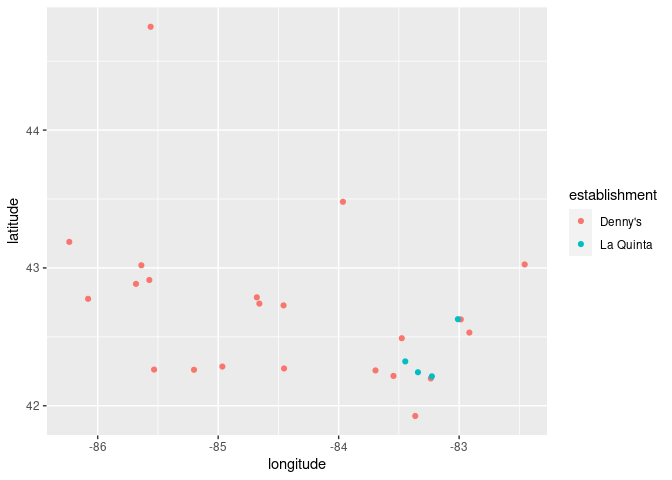 44
43
42
latitude
-86
-85
-84
-83
longitude
establishment
Denny's
La Quinta